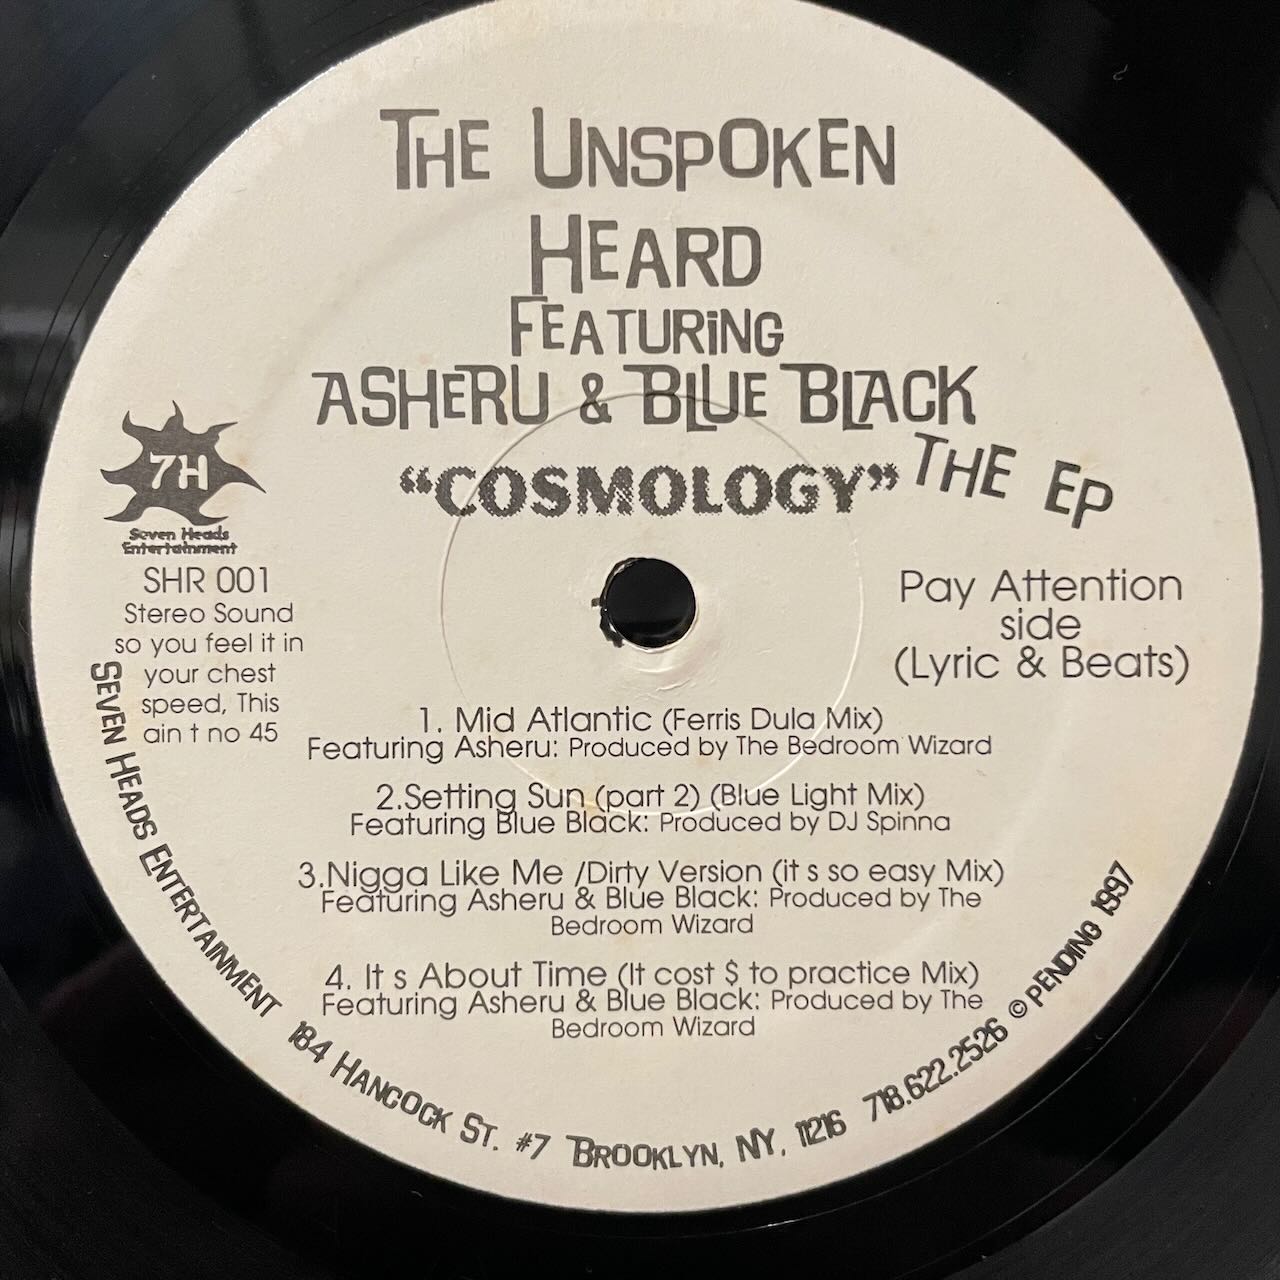 THE UNSPOKEN
HEARD
FEATURiNG
ASHERU & BLUE BLACK
"COSMOLOGY" THE EP
7H
Seven Heads
Entertainment
SHR 001
Stereo Sound
so you feel it in
your chest
speed, This
ain t no 45
Pay Attention
side
(Lyric & Beats)
1. Mid Atlantic (Ferris Dula Mix)
Featuring Asheru: Produced by The Bedroom Wizard
2.Setting Sun (part 2) (Blue Light Mix)
Featuring Blue Black: Produced by DJ Spinna
3.Nigga Like Me /Dirty Version (it s so easy Mix)
Featuring Asheru & Blue Black: Produced by The
Bedroom Wizard
4. It s About Time (It cost $ to practice Mix)
Featuring Asheru & Blue Black: Produced by The
Bedroom Wizard
SEVEN HEADS ENTERTAINMENT 184 HANCOCK ST. #7 BROOKLYN, NY, 11216 718.622.2526 © PENDING 1997